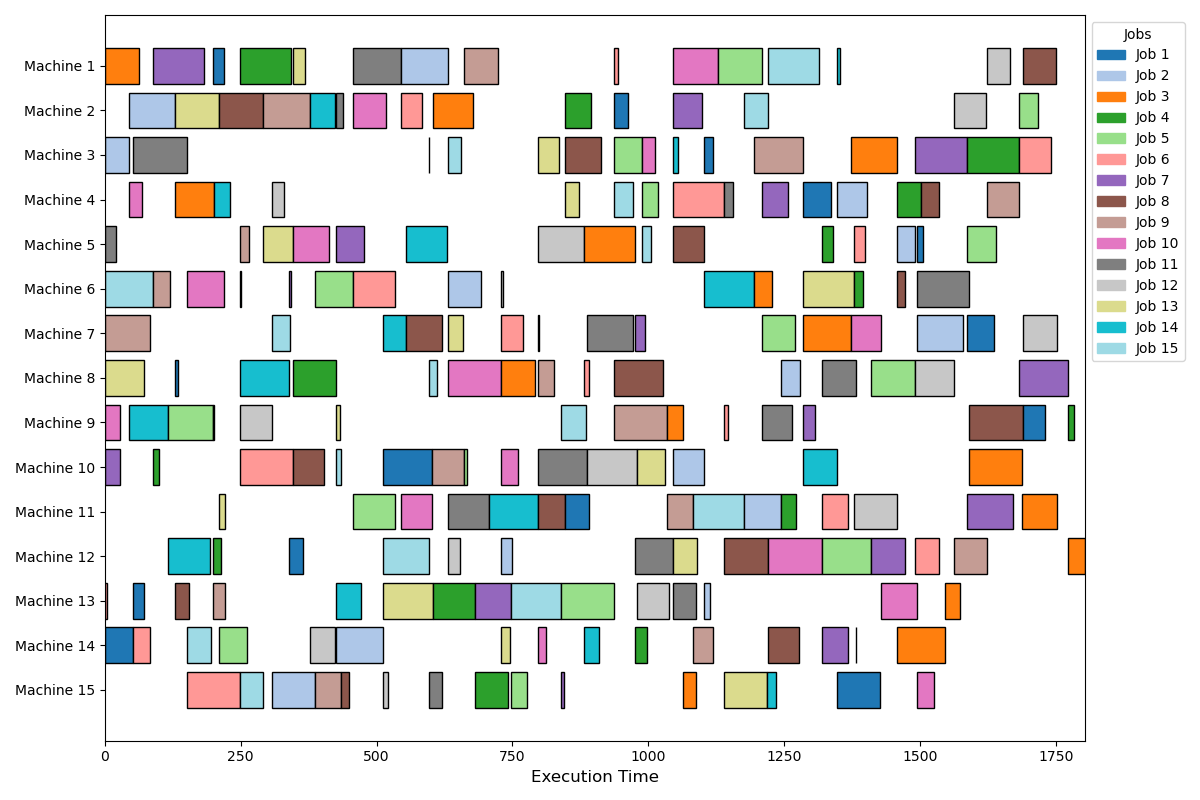 Machine 1
Machine 2
Machine 3
Machine 4
Machine 5
Machine 6
Machine 7
Machine 8
Machine 9
Machine 10
Machine 11
Machine 12
Machine 13
Machine 14
Machine 15
0 250 500 750 1000 1250 1500 1750
Execution Time
Jobs
Job 1
Job 2
Job 3
Job 4
Job 5
Job 6
Job 7
Job 8
Job 9
Job 10
Job 11
Job 12
Job 13
Job 14
Job 15